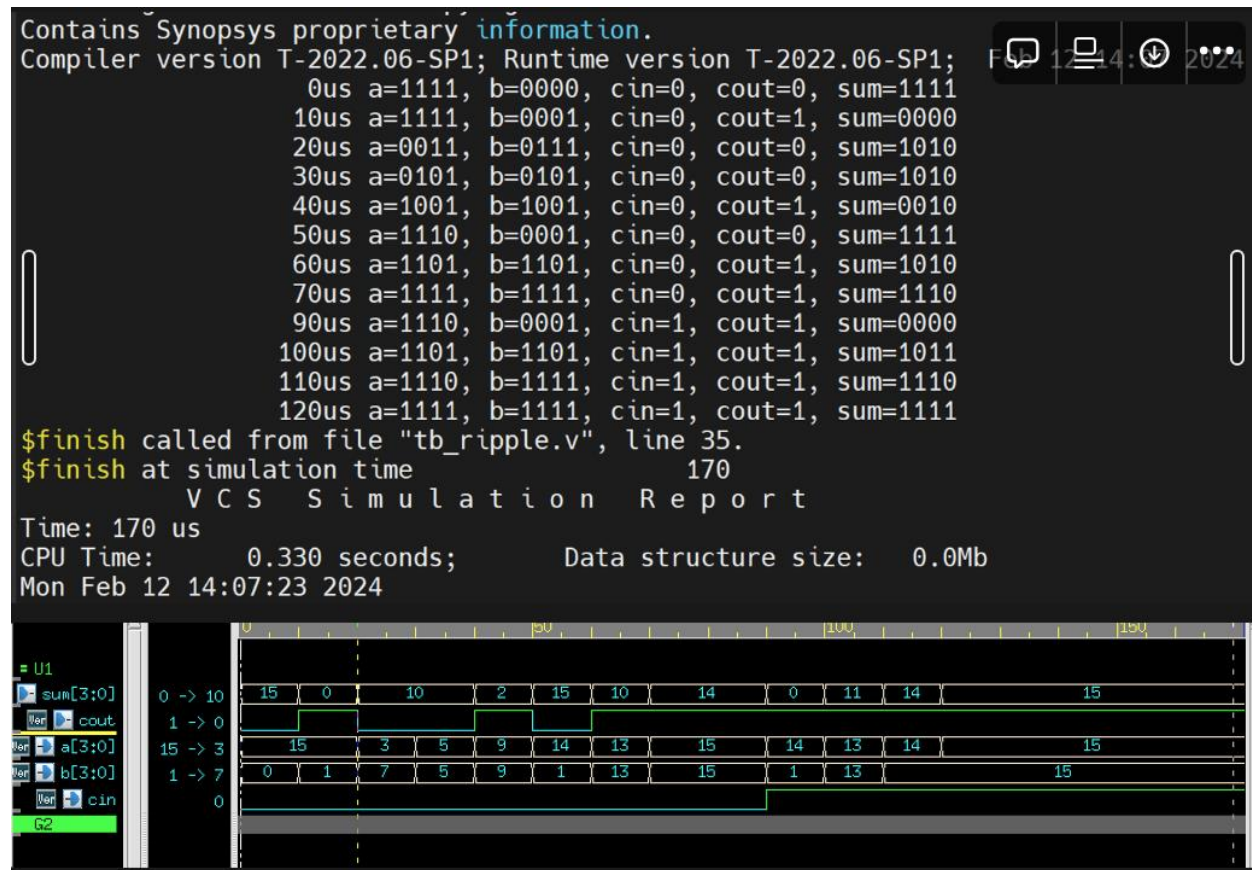 Contains Synopsys proprietary information.
Compiler version T-2022.06-SP1; Runtime version T-2022.06-SP1; Feb 12 14: 2024
0us a=1111, b=0000, cin=0, cout=0, sum=1111
10us a=1111, b=0001, cin=0, cout=1, sum=0000
20us a=0011, b=0111, cin=0, cout=0, sum=1010
30us a=0101, b=0101, cin=0, cout=0, sum=1010
40us a=1001, b=1001, cin=0, cout=1, sum=0010
50us a=1110, b=0001, cin=0, cout=0, sum=1111
60us a=1101, b=1101, cin=0, cout=1, sum=1010
70us a=1111, b=1111, cin=0, cout=1, sum=1110
90us a=1110, b=0001, cin=1, cout=1, sum=0000
100us a=1101, b=1101, cin=1, cout=1, sum=1011
110us a=1110, b=1111, cin=1, cout=1, sum=1110
120us a=1111, b=1111, cin=1, cout=1, sum=1111
$finish called from file "tb_ripple.v", line 35.
$finish at simulation time 170
V C S S i m u l a t i o n R e p o r t
Time: 170 us
CPU Time: 0.330 seconds; Data structure size: 0.0Mb
Mon Feb 12 14:07:23 2024
0 50 100 150
= U1
sum[3:0] 0 -> 10 15 0 10 2 15 10 14 0 11 14 15
Ver cout 1 -> 0
Ver a[3:0] 15 -> 3 15 3 5 9 14 13 15 14 13 14 15
Ver b[3:0] 1 -> 7 0 1 7 5 9 1 13 15 1 13 15
Ver cin 0
G2